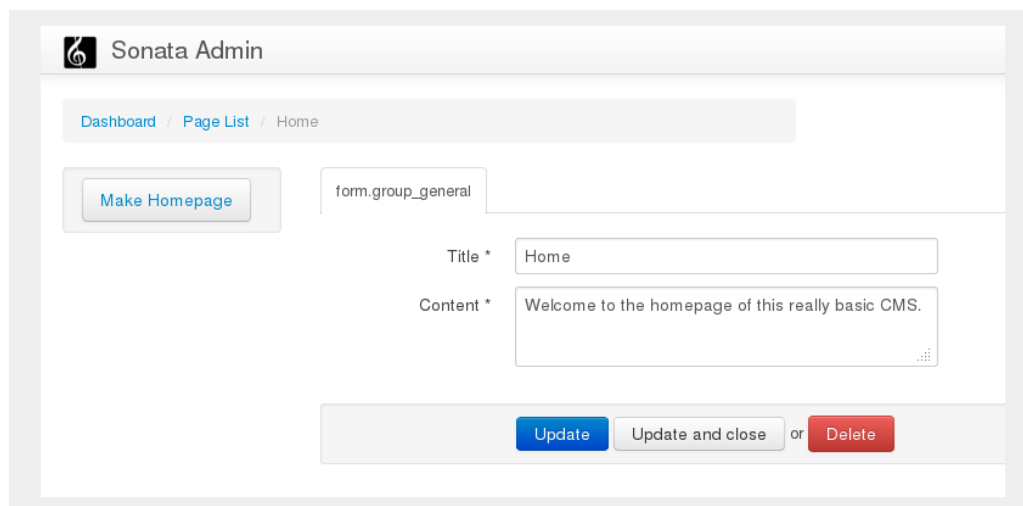 Sonata Admin
Dashboard / Page List / Home
Make Homepage
form.group_general
Title * Home
Content * Welcome to the homepage of this really basic CMS.
Update Update and close or Delete